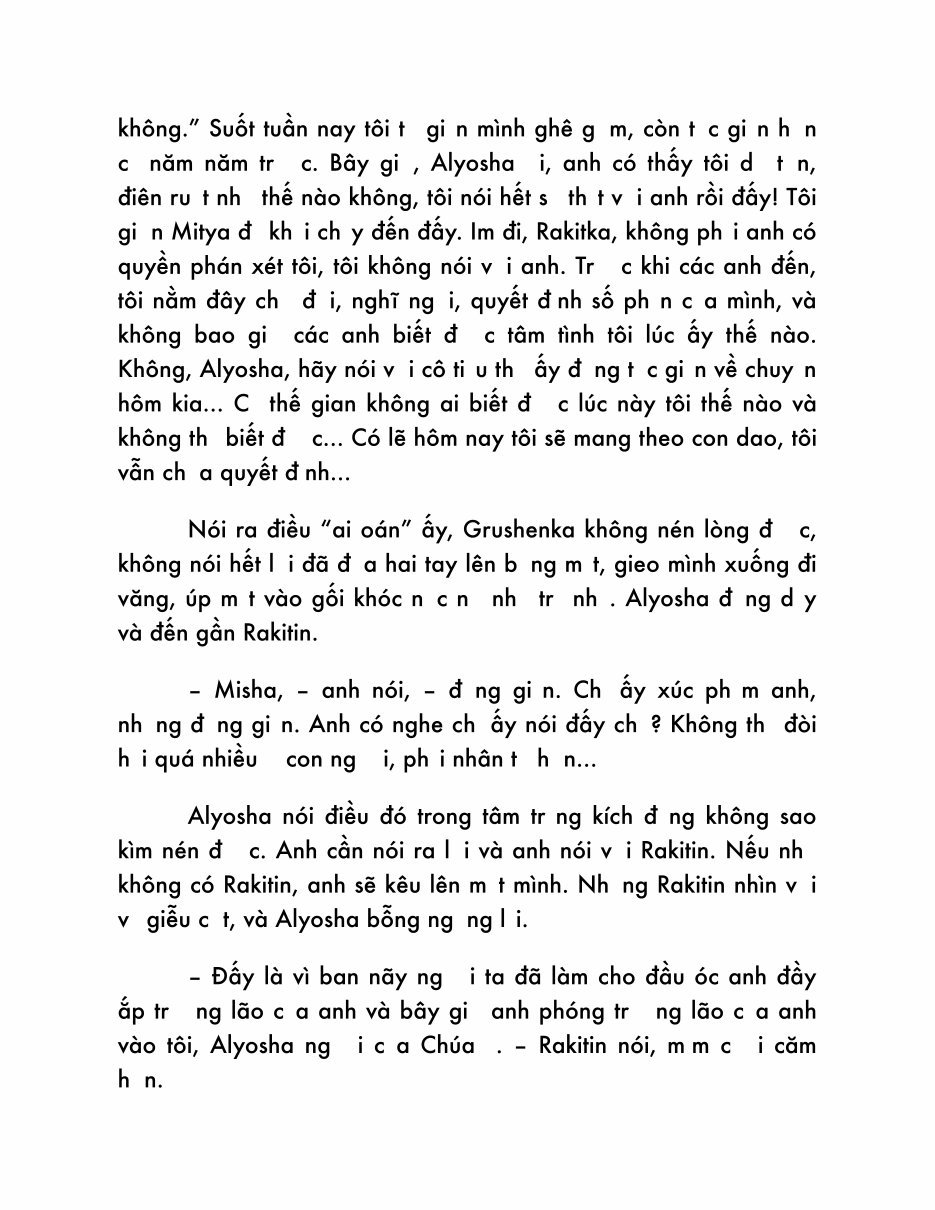 không.” Suốt tuần nay tôi t gi n mình ghê g m, còn t c gi n h n
c năm năm tr c. Bây gi , Alyosha i, anh có thấy tôi d t n,
điên ru t nh thế nào không, tôi nói hết s th t v i anh rồi đấy! Tôi
gi n Mitya đ kh i ch y đến đấy. Im đi, Rakitka, không ph i anh có
quyền phán xét tôi, tôi không nói v i anh. Tr c khi các anh đến,
tôi nằm đây ch đ i, nghĩ ng i, quyết đ nh số ph n c a mình, và
không bao gi các anh biết đ c tâm tình tôi lúc ấy thế nào.
Không, Alyosha, hãy nói v i cô ti u th ấy đ ng t c gi n về chuy n
hôm kia... C thế gian không ai biết đ c lúc này tôi thế nào và
không th biết đ c... Có lẽ hôm nay tôi sẽ mang theo con dao, tôi
vẫn ch a quyết đ nh...
Nói ra điều “ai oán” ấy, Grushenka không nén lòng đ c,
không nói hết l i đã đ a hai tay lên b ng m t, gieo mình xuống đi
văng, úp m t vào gối khóc n c n nh tr nh . Alyosha đ ng d y
và đến gần Rakitin.
– Misha, – anh nói, – đ ng gi n. Ch ấy xúc ph m anh,
nh ng đ ng gi n. Anh có nghe ch ấy nói đấy ch ? Không th đòi
h i quá nhiều con ng i, ph i nhân t h n...
Alyosha nói điều đó trong tâm tr ng kích đ ng không sao
kìm nén đ c. Anh cần nói ra l i và anh nói v i Rakitin. Nếu nh
không có Rakitin, anh sẽ kêu lên m t mình. Nh ng Rakitin nhìn v i
v giễu c t, và Alyosha bỗng ng ng l i.
– Đấy là vì ban nãy ng i ta đã làm cho đầu óc anh đầy
ắp tr ng lão c a anh và bây gi anh phóng tr ng lão c a anh
vào tôi, Alyosha ng i c a Chúa . – Rakitin nói, m m c i căm
h n.